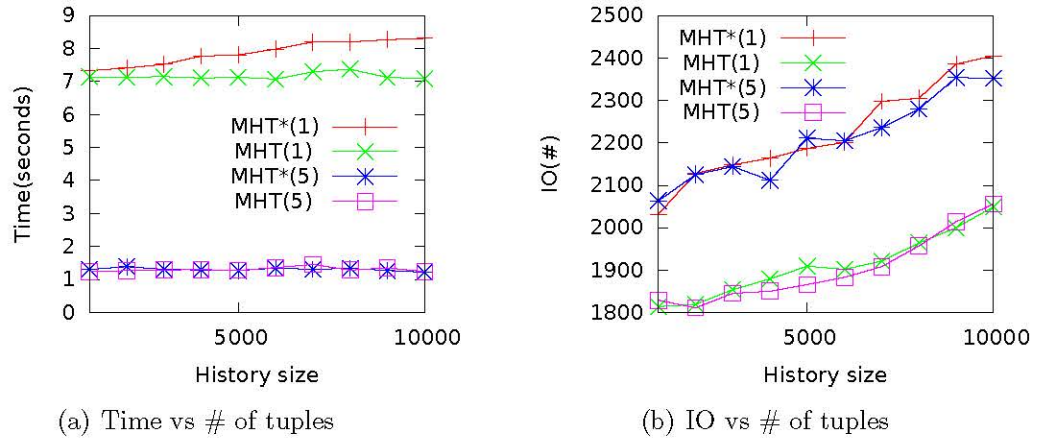 9
8
7
6
5
4
3
2
1
0
Time(seconds)
MHT*(1)
MHT(1)
MHT*(5)
MHT(5)
5000
10000
History size
(a) Time vs # of tuples
2500
2400
2300
2200
2100
2000
1900
1800
IO(#)
MHT*(1)
MHT(1)
MHT*(5)
MHT(5)
5000
10000
History size
(b) IO vs # of tuples